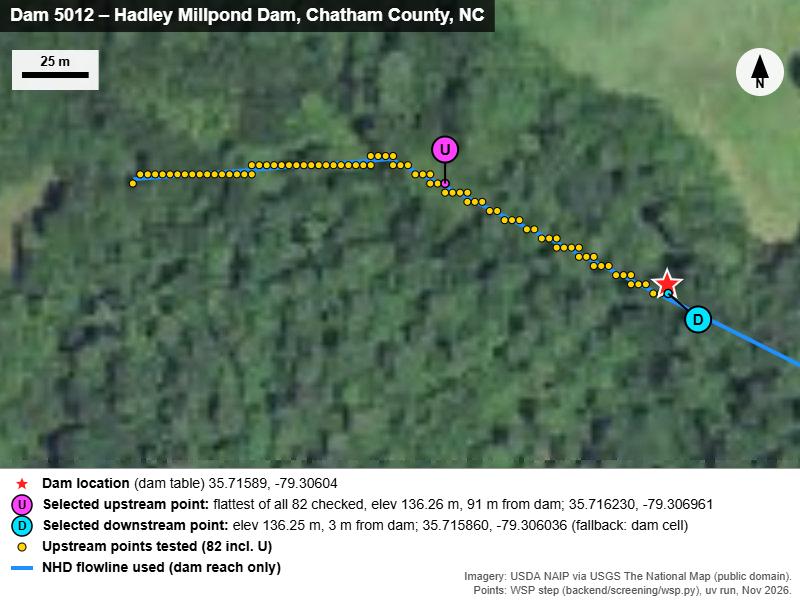 Dam 5012 – Hadley Millpond Dam, Chatham County, NC
25 m
N
U
D
Dam location (dam table) 35.71589, -79.30604
U Selected upstream point: flattest of all 82 checked, elev 136.26 m, 91 m from dam; 35.716230, -79.306961
D Selected downstream point: elev 136.25 m, 3 m from dam; 35.715860, -79.306036 (fallback: dam cell)
Upstream points tested (82 incl. U)
NHD flowline used (dam reach only)
Imagery: USDA NAIP via USGS The National Map (public domain).
Points: WSP step (backend/screening/wsp.py), uv run, Nov 2026.